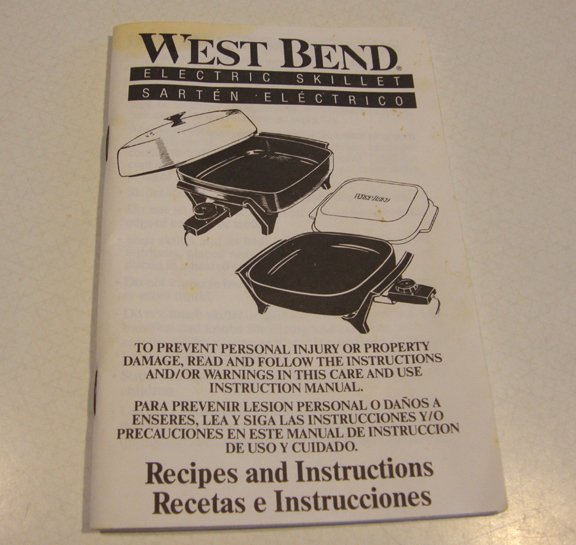 WEST BEND®
ELECTRIC SKILLET
SARTÉN ELÉCTRICO
WEST BEND
TO PREVENT PERSONAL INJURY OR PROPERTY
DAMAGE, READ AND FOLLOW THE INSTRUCTIONS
AND/OR WARNINGS IN THIS CARE AND USE
INSTRUCTION MANUAL.
PARA PREVENIR LESION PERSONAL O DAÑOS A
ENSERES, LEA Y SIGA LAS INSTRUCCIONES Y/O
PRECAUCIONES EN ESTE MANUAL DE INSTRUCCION
DE USO Y CUIDADO.
Recipes and Instructions
Recetas e Instrucciones